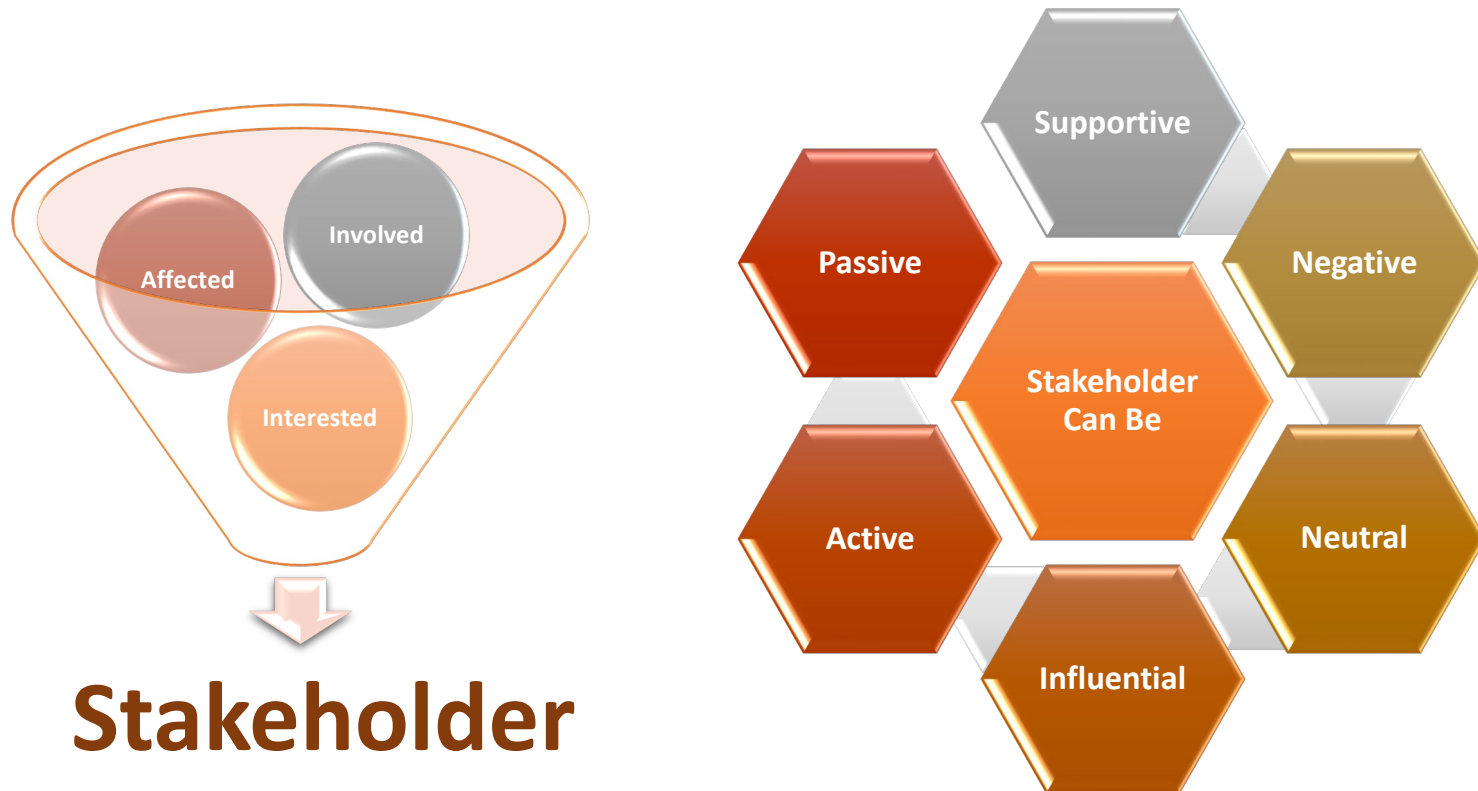 Involved
Affected
Interested
Stakeholder
Supportive
Passive
Negative
Stakeholder
Can Be
Active
Neutral
Influential